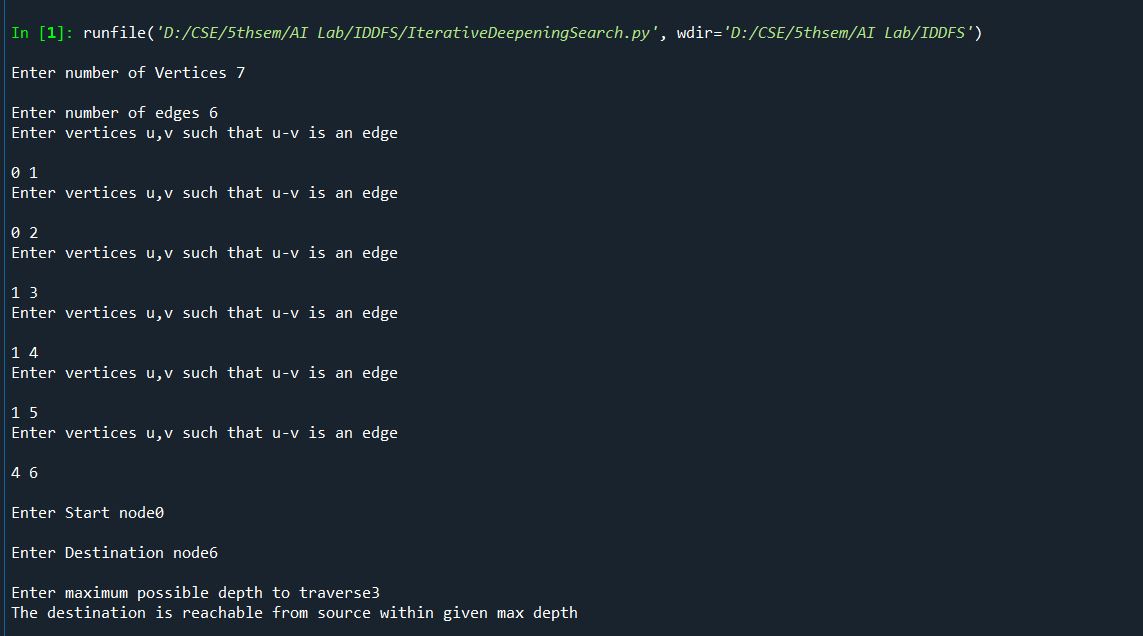 In [1]: runfile('D:/CSE/5thsem/AI Lab/IDDFS/IterativeDeepeningSearch.py', wdir='D:/CSE/5thsem/AI Lab/IDDFS')
Enter number of Vertices 7
Enter number of edges 6
Enter vertices u,v such that u-v is an edge
0 1
Enter vertices u,v such that u-v is an edge
0 2
Enter vertices u,v such that u-v is an edge
1 3
Enter vertices u,v such that u-v is an edge
1 4
Enter vertices u,v such that u-v is an edge
1 5
Enter vertices u,v such that u-v is an edge
4 6
Enter Start node0
Enter Destination node6
Enter maximum possible depth to traverse3
The destination is reachable from source within given max depth